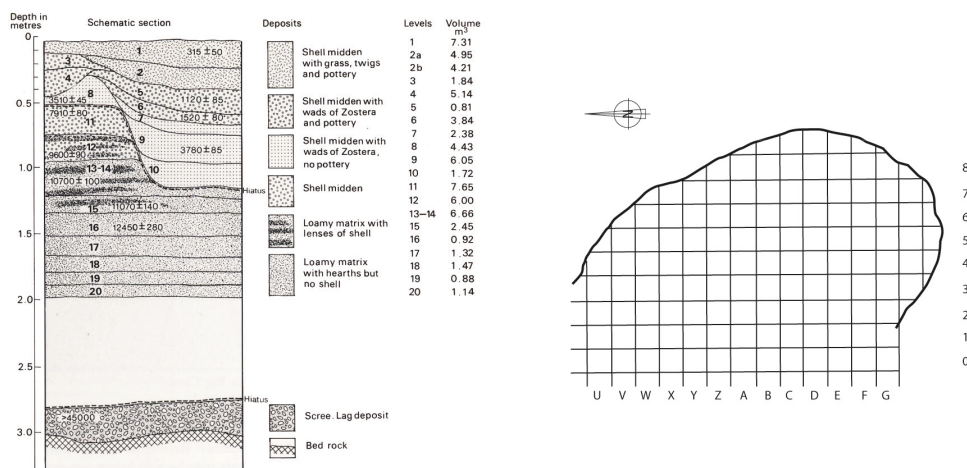 Depth in
metres
Schematic section
Deposits
Levels Volume
m³
0
0.5
1.0
1.5
2.0
2.5
3.0
1
315 ± 50
3
2
4
5
1120 ± 85
8
6
3510 ± 45
7
1520 ± 80
7910 ± 80
11
9
3780 ± 85
12
9600 ± 90
13-14
10
10700 ± 100
Hiatus
11070 ± 140
15
16
12450 ± 280
17
18
19
20
Hiatus
>45000
Shell midden
with grass, twigs
and pottery
Shell midden with
wads of Zostera
and pottery
Shell midden with
wads of Zostera,
no pottery
Shell midden
Loamy matrix with
lenses of shell
Loamy matrix
with hearths but
no shell
Scree. Lag deposit
Bed rock
1 7.31
2a 4.95
2b 4.21
3 1.84
4 5.14
5 0.81
6 3.84
7 2.38
8 4.43
9 6.05
10 1.72
11 7.65
12 6.00
13–14 6.66
15 2.45
16 0.92
17 1.32
18 1.47
19 0.88
20 1.14
N
8
7
6
5
4
3
2
1
0
U V W X Y Z A B C D E F G